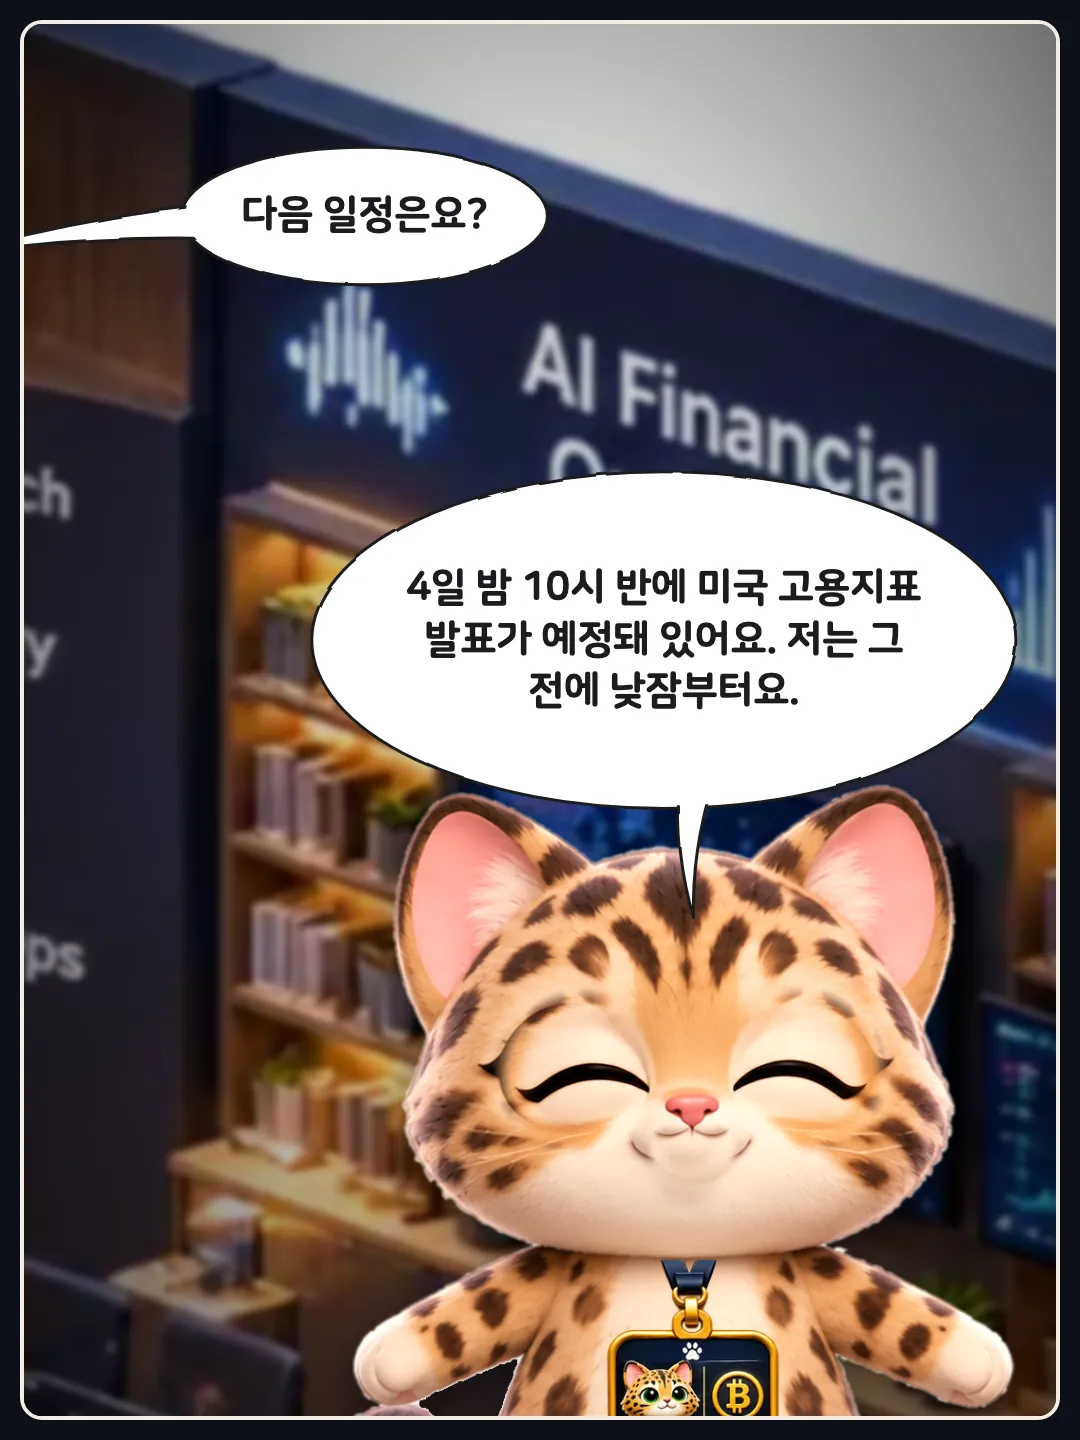 다음 일정은요?
AI Financial
ch
4일 밤 10시 반에 미국 고용지표
발표가 예정돼 있어요. 저는 그
전에 낮잠부터요.
y
ps